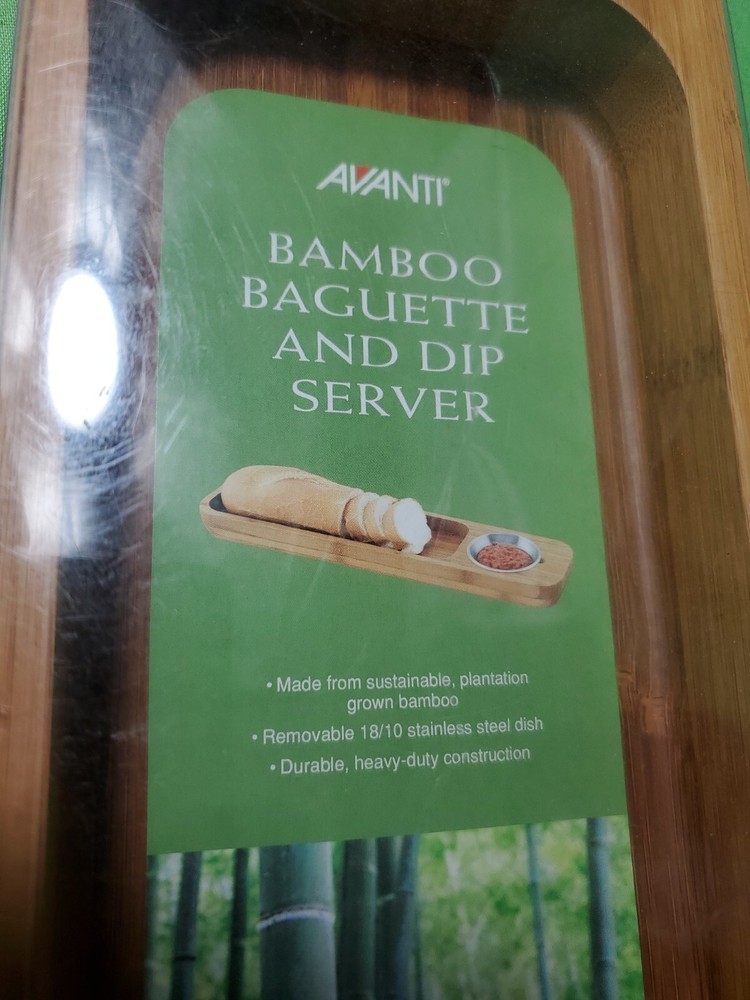 AVANTI®
BAMBOO
BAGUETTE
AND DIP
SERVER
• Made from sustainable, plantation
grown bamboo
• Removable 18/10 stainless steel dish
• Durable, heavy-duty construction